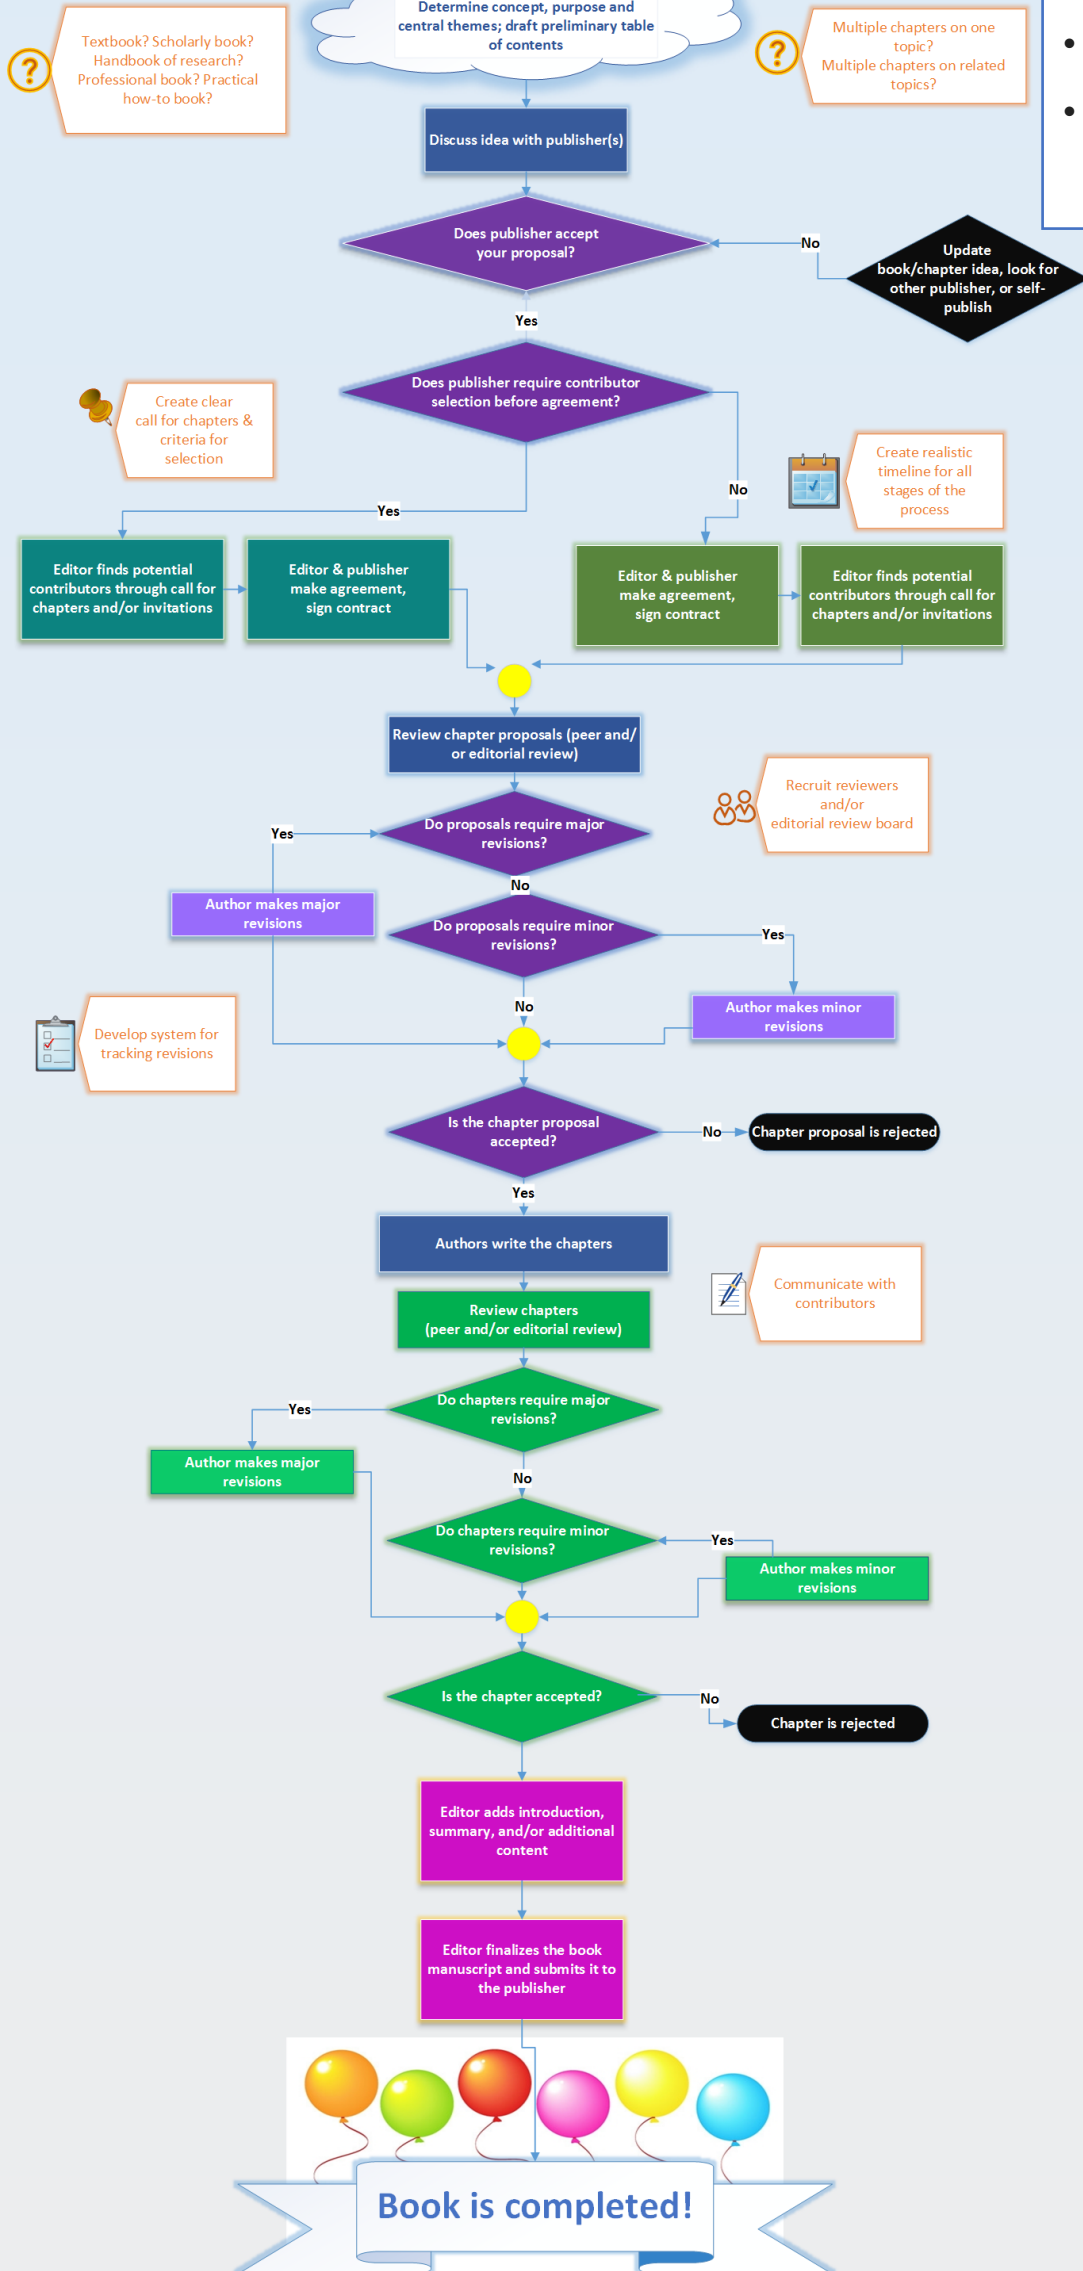 Determine concept, purpose and
central themes; draft preliminary table
of contents
Textbook? Scholarly book?
Handbook of research?
Professional book? Practical
how-to book?
Multiple chapters on one
topic?
Multiple chapters on related
topics?
Discuss idea with publisher(s)
Does publisher accept
your proposal?
No
Update
book/chapter idea, look for
other publisher, or self-
publish
Yes
Does publisher require contributor
selection before agreement?
Create clear
call for chapters &
criteria for
selection
Create realistic
timeline for all
stages of the
process
No
Yes
Editor finds potential
contributors through call for
chapters and/or invitations
Editor & publisher
make agreement,
sign contract
Editor & publisher
make agreement,
sign contract
Editor finds potential
contributors through call for
chapters and/or invitations
Review chapter proposals (peer and/
or editorial review)
Recruit reviewers
and/or
editorial review board
Do proposals require major
revisions?
Yes
No
Author makes major
revisions
Do proposals require minor
revisions?
Yes
No
Author makes minor
revisions
Develop system for
tracking revisions
Is the chapter proposal
accepted?
No
Chapter proposal is rejected
Yes
Authors write the chapters
Communicate with
contributors
Review chapters
(peer and/or editorial review)
Do chapters require major
revisions?
Yes
Author makes major
revisions
No
Do chapters require minor
revisions?
Yes
Author makes minor
revisions
Is the chapter accepted?
No
Chapter is rejected
Editor adds introduction,
summary, and/or additional
content
Editor finalizes the book
manuscript and submits it to
the publisher
Book is completed!